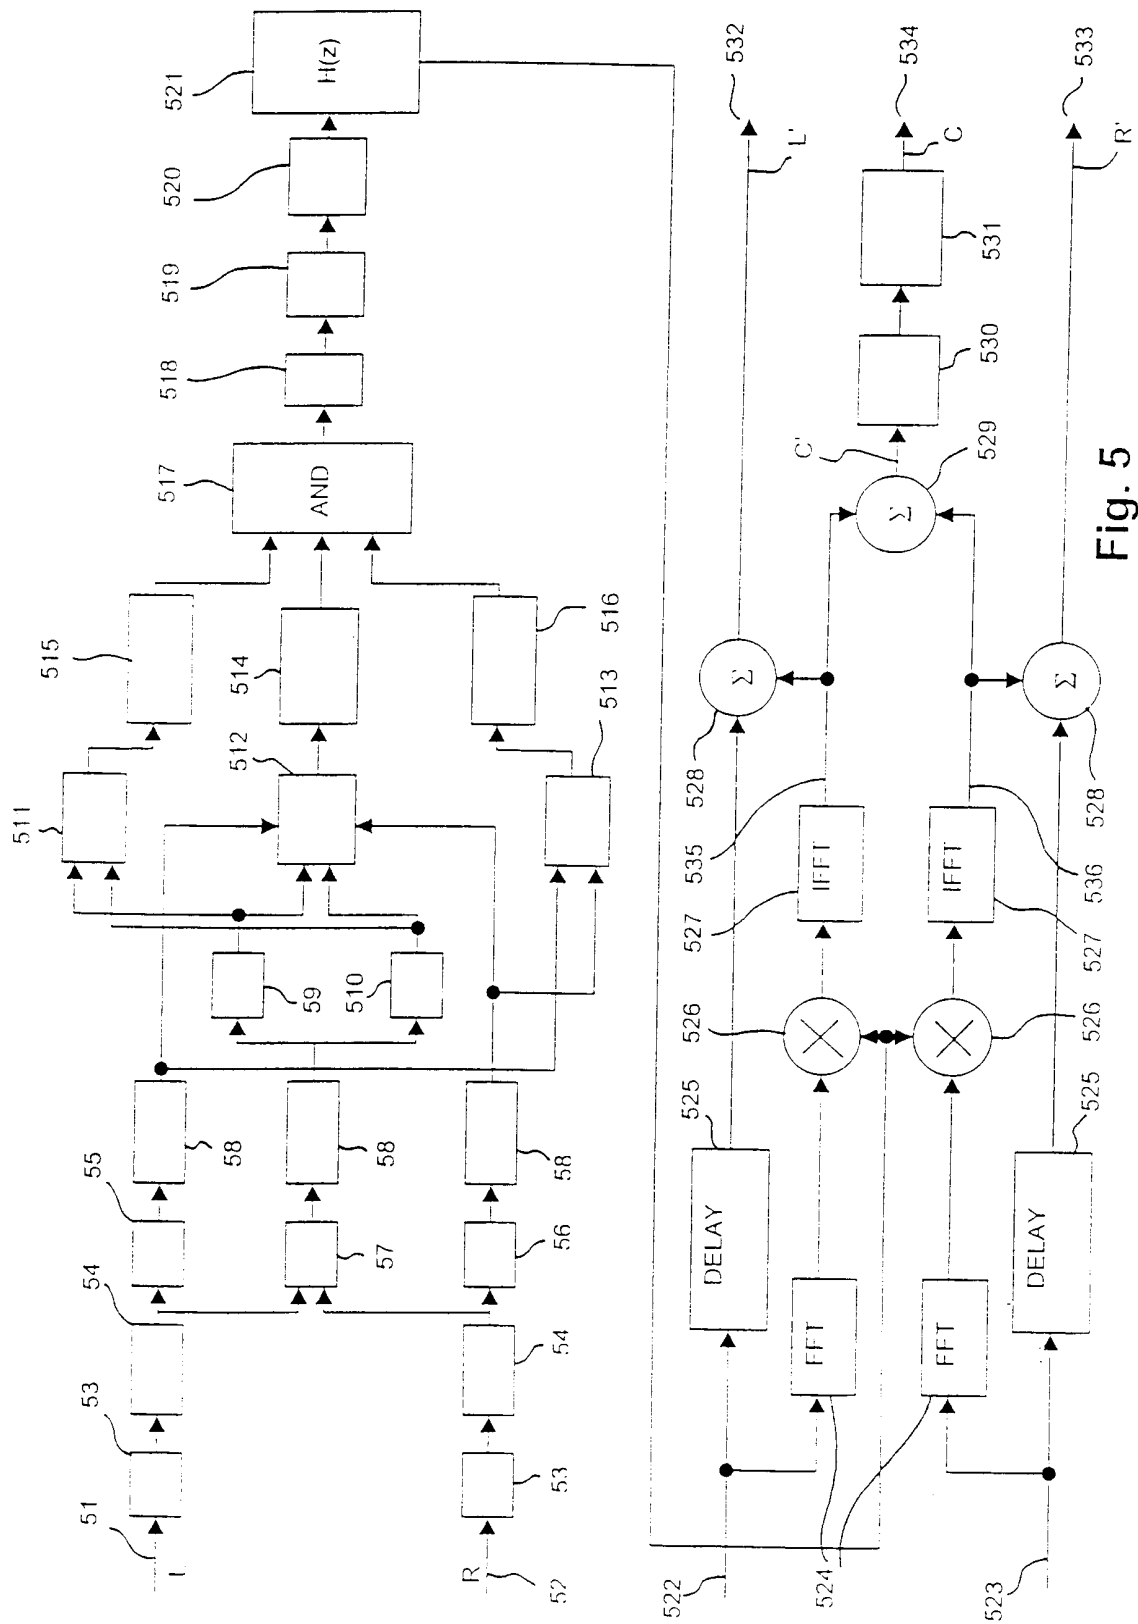 51
L
53
54
55
58
511
515
517
AND
518
519
520
521
H(z)
59
510
512
514
57
58
R
52
53
54
56
58
513
516
522
DELAY
525
528
Σ
L'
532
FFT
526
527
IFFT
535
524
Σ
529
C'
530
531
C
534
FFT
526
IFFT
527
536
523
DELAY
525
Σ
528
R'
533
Fig. 5